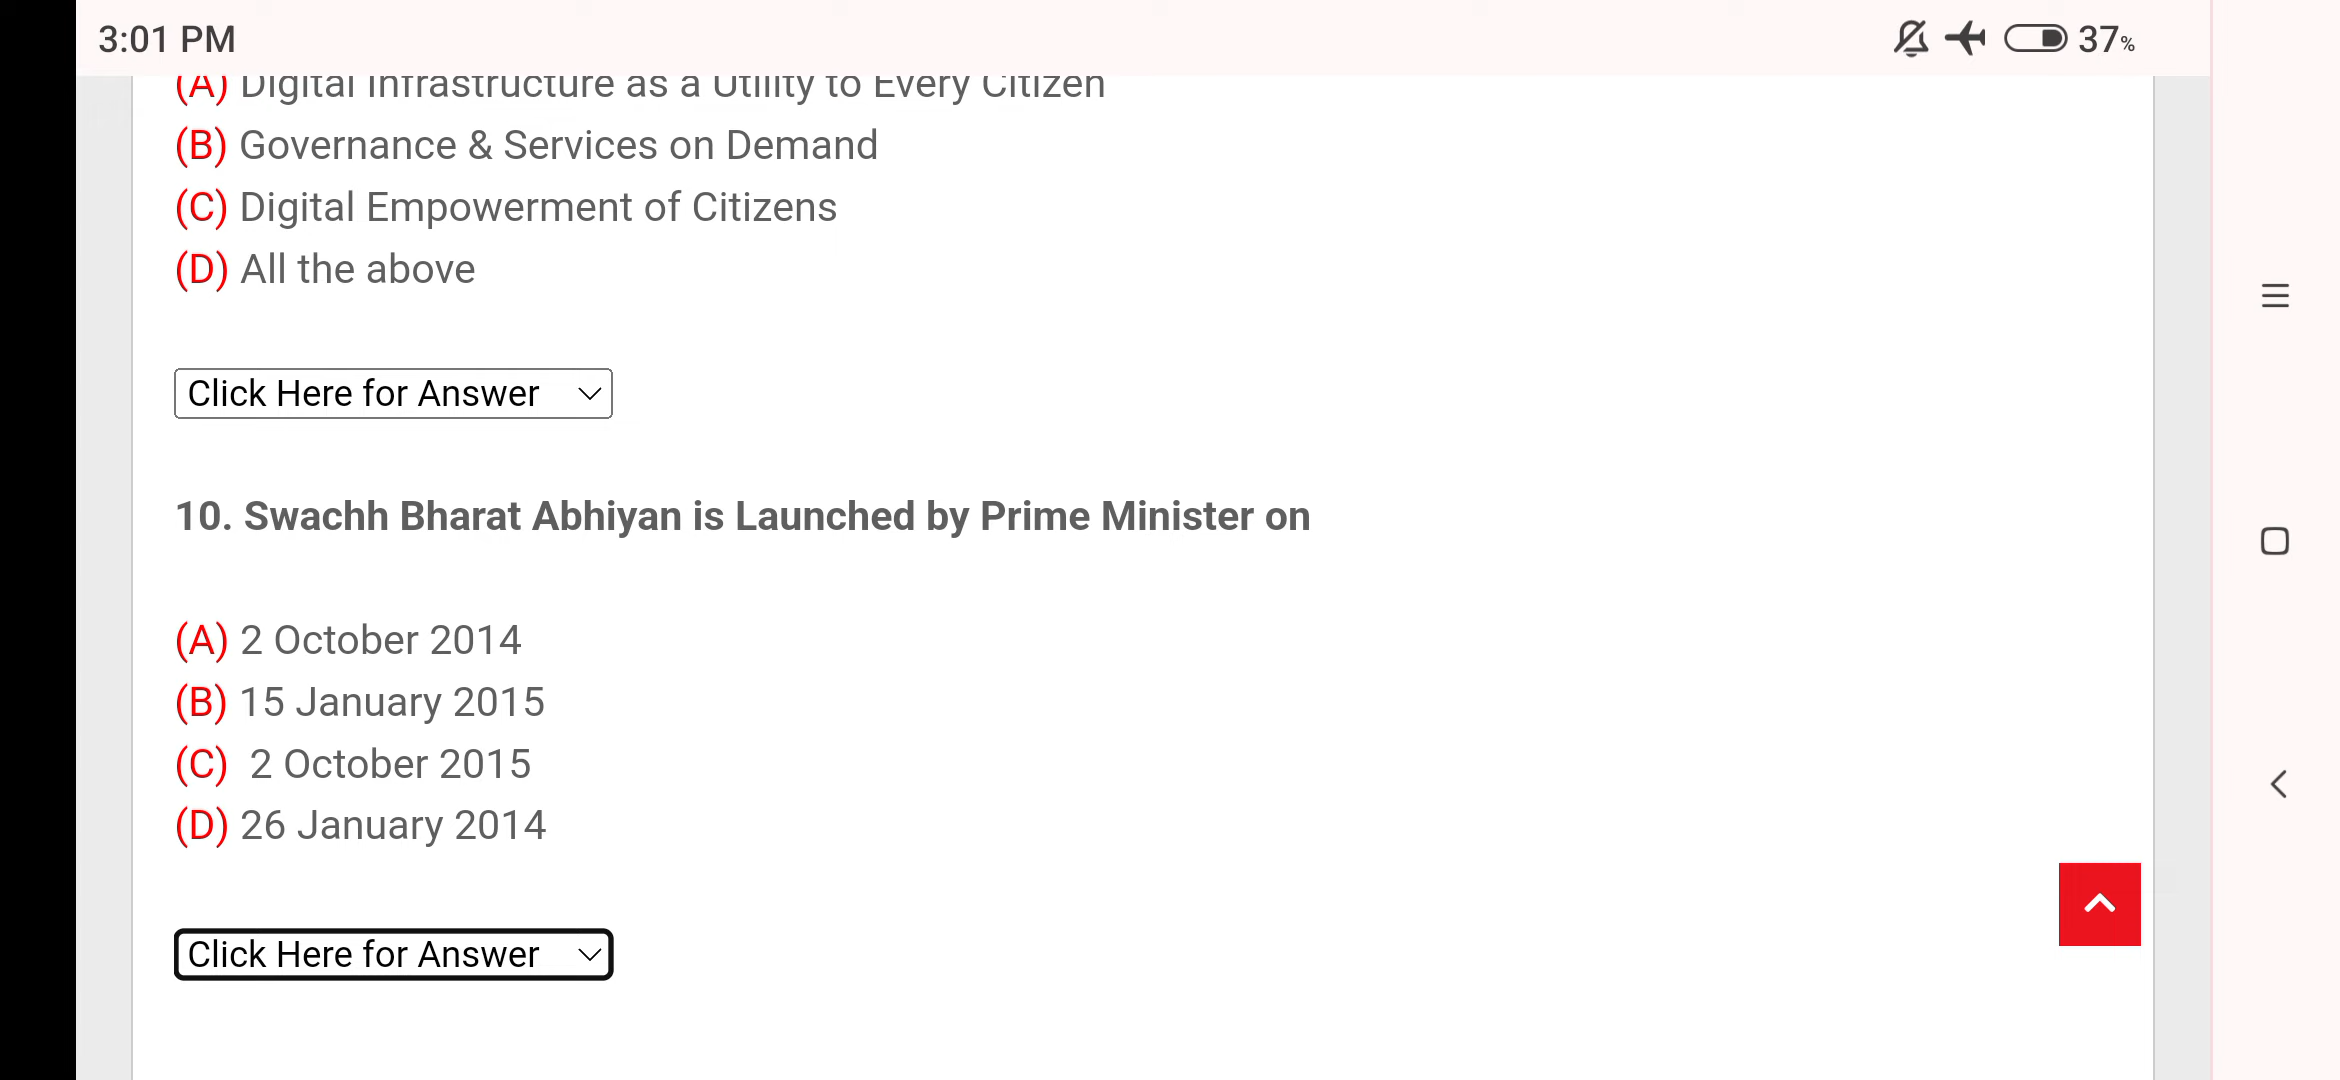 3:01 PM
37%
(A) Digital Infrastructure as a Utility to Every Citizen
(B) Governance & Services on Demand
(C) Digital Empowerment of Citizens
(D) All the above
Click Here for Answer
10. Swachh Bharat Abhiyan is Launched by Prime Minister on
(A) 2 October 2014
(B) 15 January 2015
(C) 2 October 2015
(D) 26 January 2014
Click Here for Answer